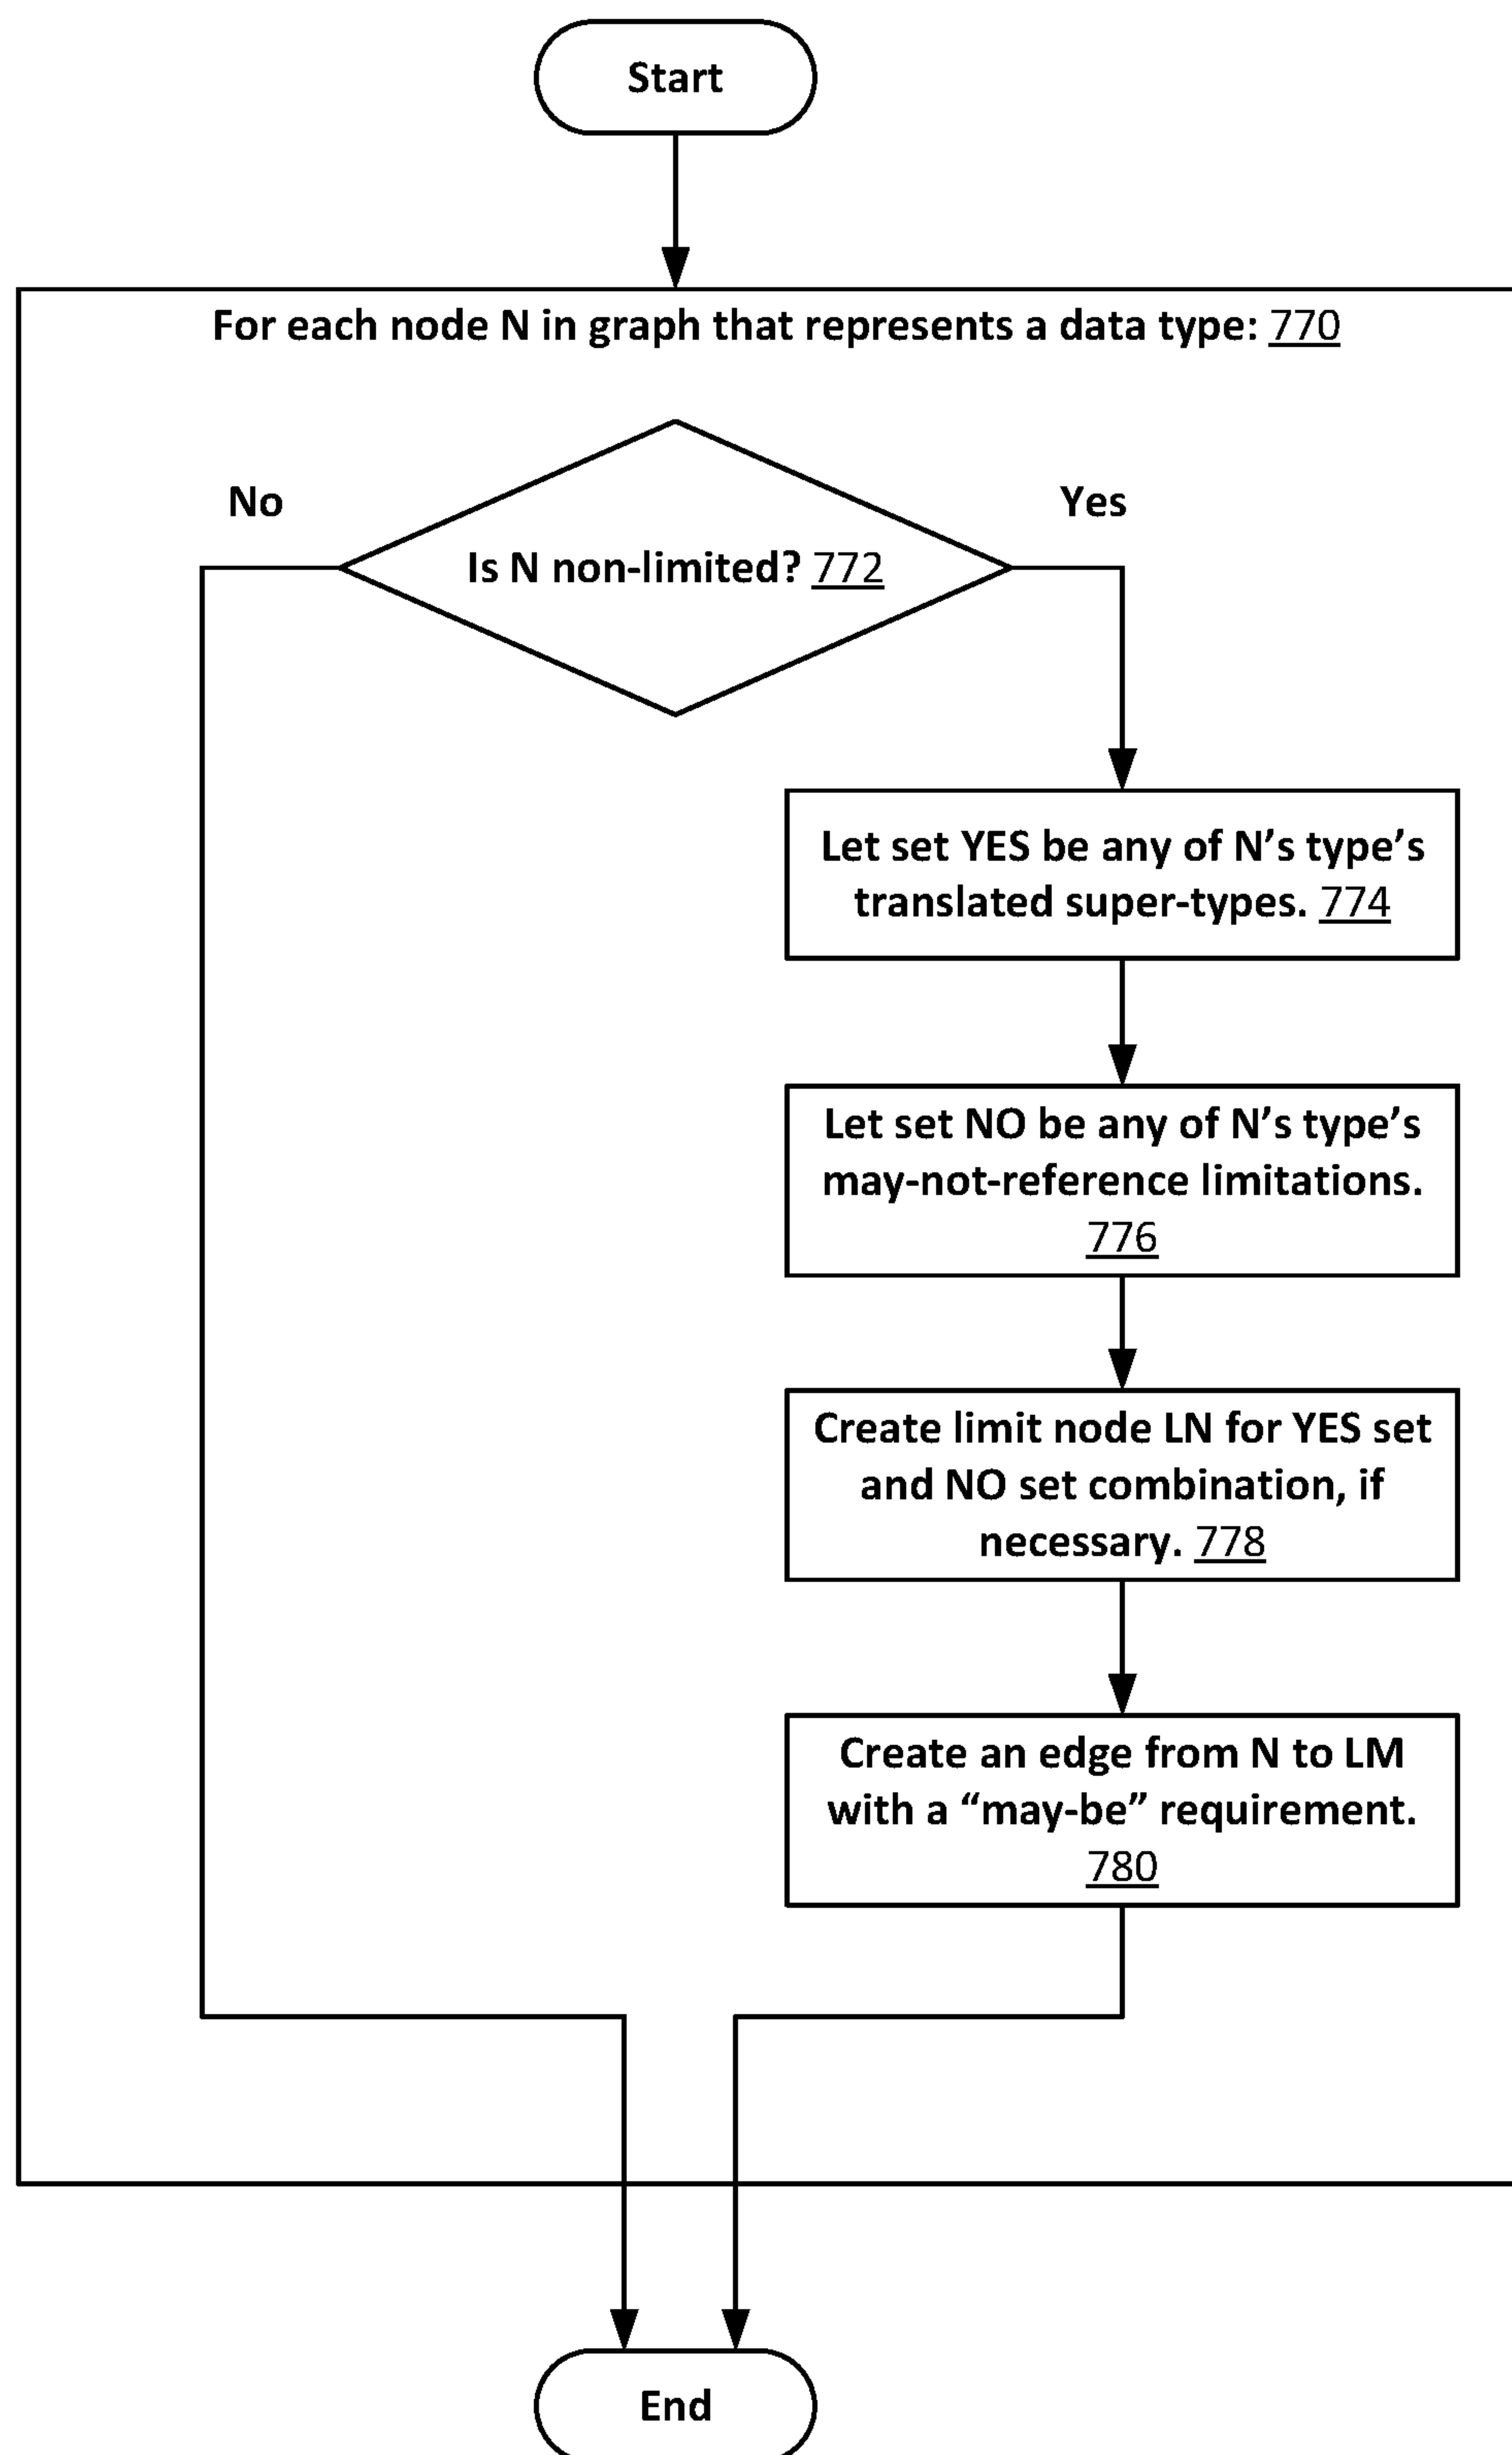 Start
For each node N in graph that represents a data type: 770
No
Yes
Is N non-limited? 772
Let set YES be any of N’s type’s
translated super-types. 774
Let set NO be any of N’s type’s
may-not-reference limitations.
776
Create limit node LN for YES set
and NO set combination, if
necessary. 778
Create an edge from N to LM
with a “may-be” requirement.
780
End